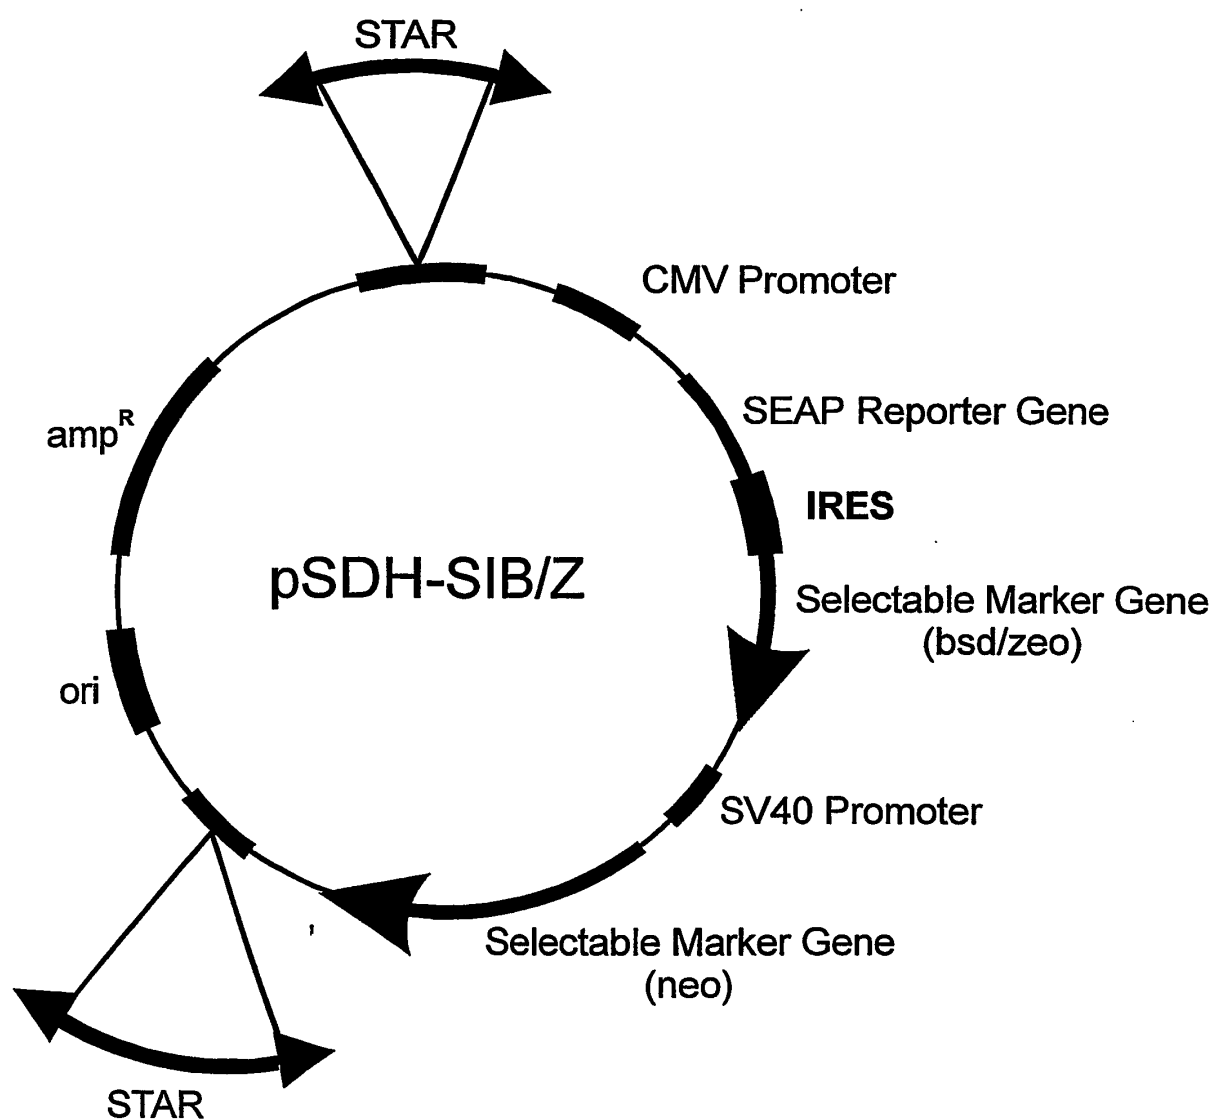 STAR
CMV Promoter
SEAP Reporter Gene
amp^R
IRES
pSDH-SIB/Z
Selectable Marker Gene
(bsd/zeo)
ori
SV40 Promoter
Selectable Marker Gene
(neo)
STAR